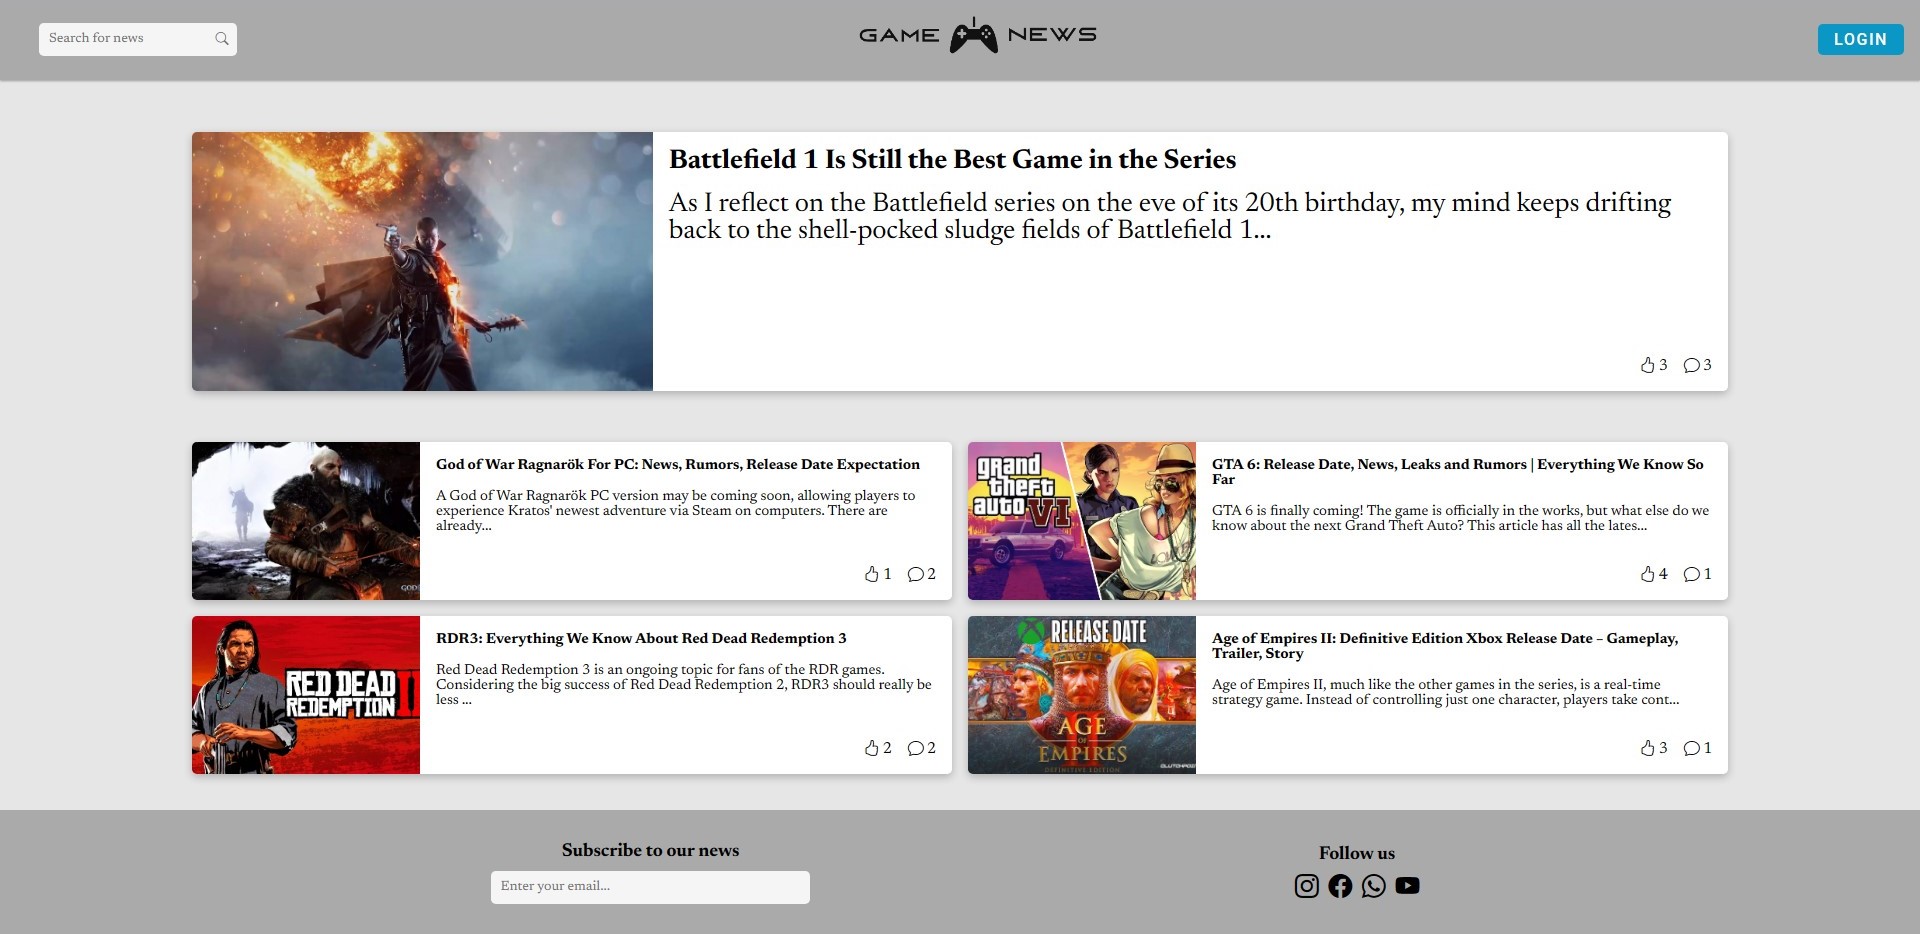 Search for news
GAME NEWS
LOGIN
Battlefield 1 Is Still the Best Game in the Series
As I reflect on the Battlefield series on the eve of its 20th birthday, my mind keeps drifting
back to the shell-pocked sludge fields of Battlefield 1...
3 3
God of War Ragnarök For PC: News, Rumors, Release Date Expectation
A God of War Ragnarök PC version may be coming soon, allowing players to
experience Kratos' newest adventure via Steam on computers. There are
already...
GOD
1 2
grand
theft
auto VI
GTA 6: Release Date, News, Leaks and Rumors | Everything We Know So
Far
GTA 6 is finally coming! The game is officially in the works, but what else do we
know about the next Grand Theft Auto? This article has all the lates...
4 1
RED DEAD
REDEMPTION II
RDR3: Everything We Know About Red Dead Redemption 3
Red Dead Redemption 3 is an ongoing topic for fans of the RDR games.
Considering the big success of Red Dead Redemption 2, RDR3 should really be
less ...
2 2
RELEASE DATE
AGE
OF
EMPIRES
II
DEFINITIVE EDITION
Age of Empires II: Definitive Edition Xbox Release Date – Gameplay,
Trailer, Story
Age of Empires II, much like the other games in the series, is a real-time
strategy game. Instead of controlling just one character, players take cont...
3 1
Subscribe to our news
Enter your email...
Follow us